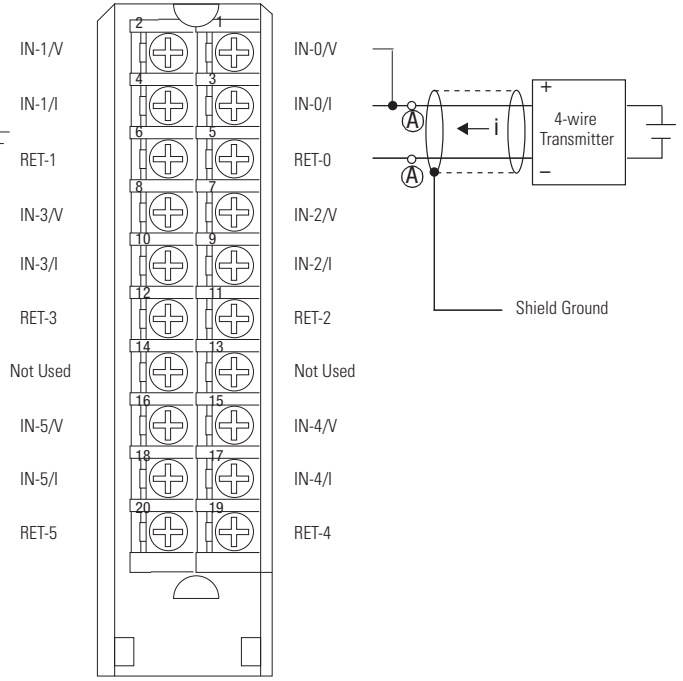 2 1
IN-1/V IN-0/V
4 3
IN-1/I IN-0/I
6 5
RET-1 RET-0
8 7
IN-3/V IN-2/V
10 9
IN-3/I IN-2/I
12 11
RET-3 RET-2
14 13
Not Used Not Used
16 15
IN-5/V IN-4/V
18 17
IN-5/I IN-4/I
20 19
RET-5 RET-4
A
A
i
+
4-wire
Transmitter
–
Shield Ground